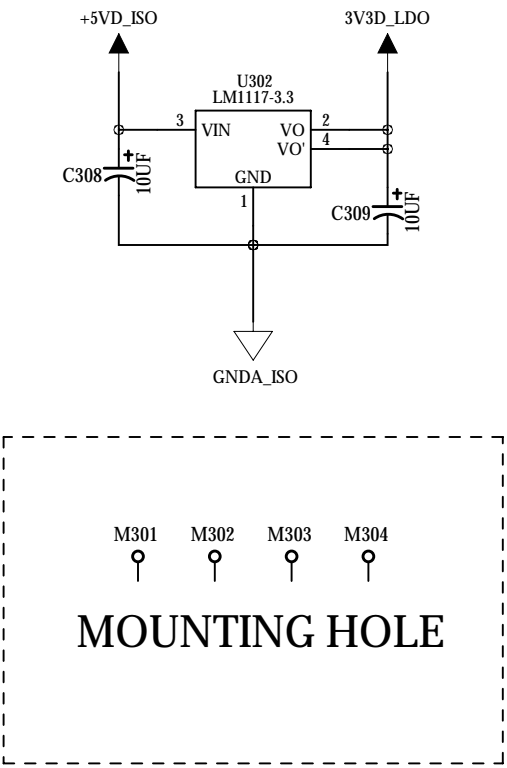 +5VD_ISO
3V3D_LDO
U302
LM1117-3.3
3
VIN
VO
2
VO'
4
GND
1
C308
+
10UF
C309
+
10UF
GNDA_ISO
M301
M302
M303
M304
MOUNTING HOLE